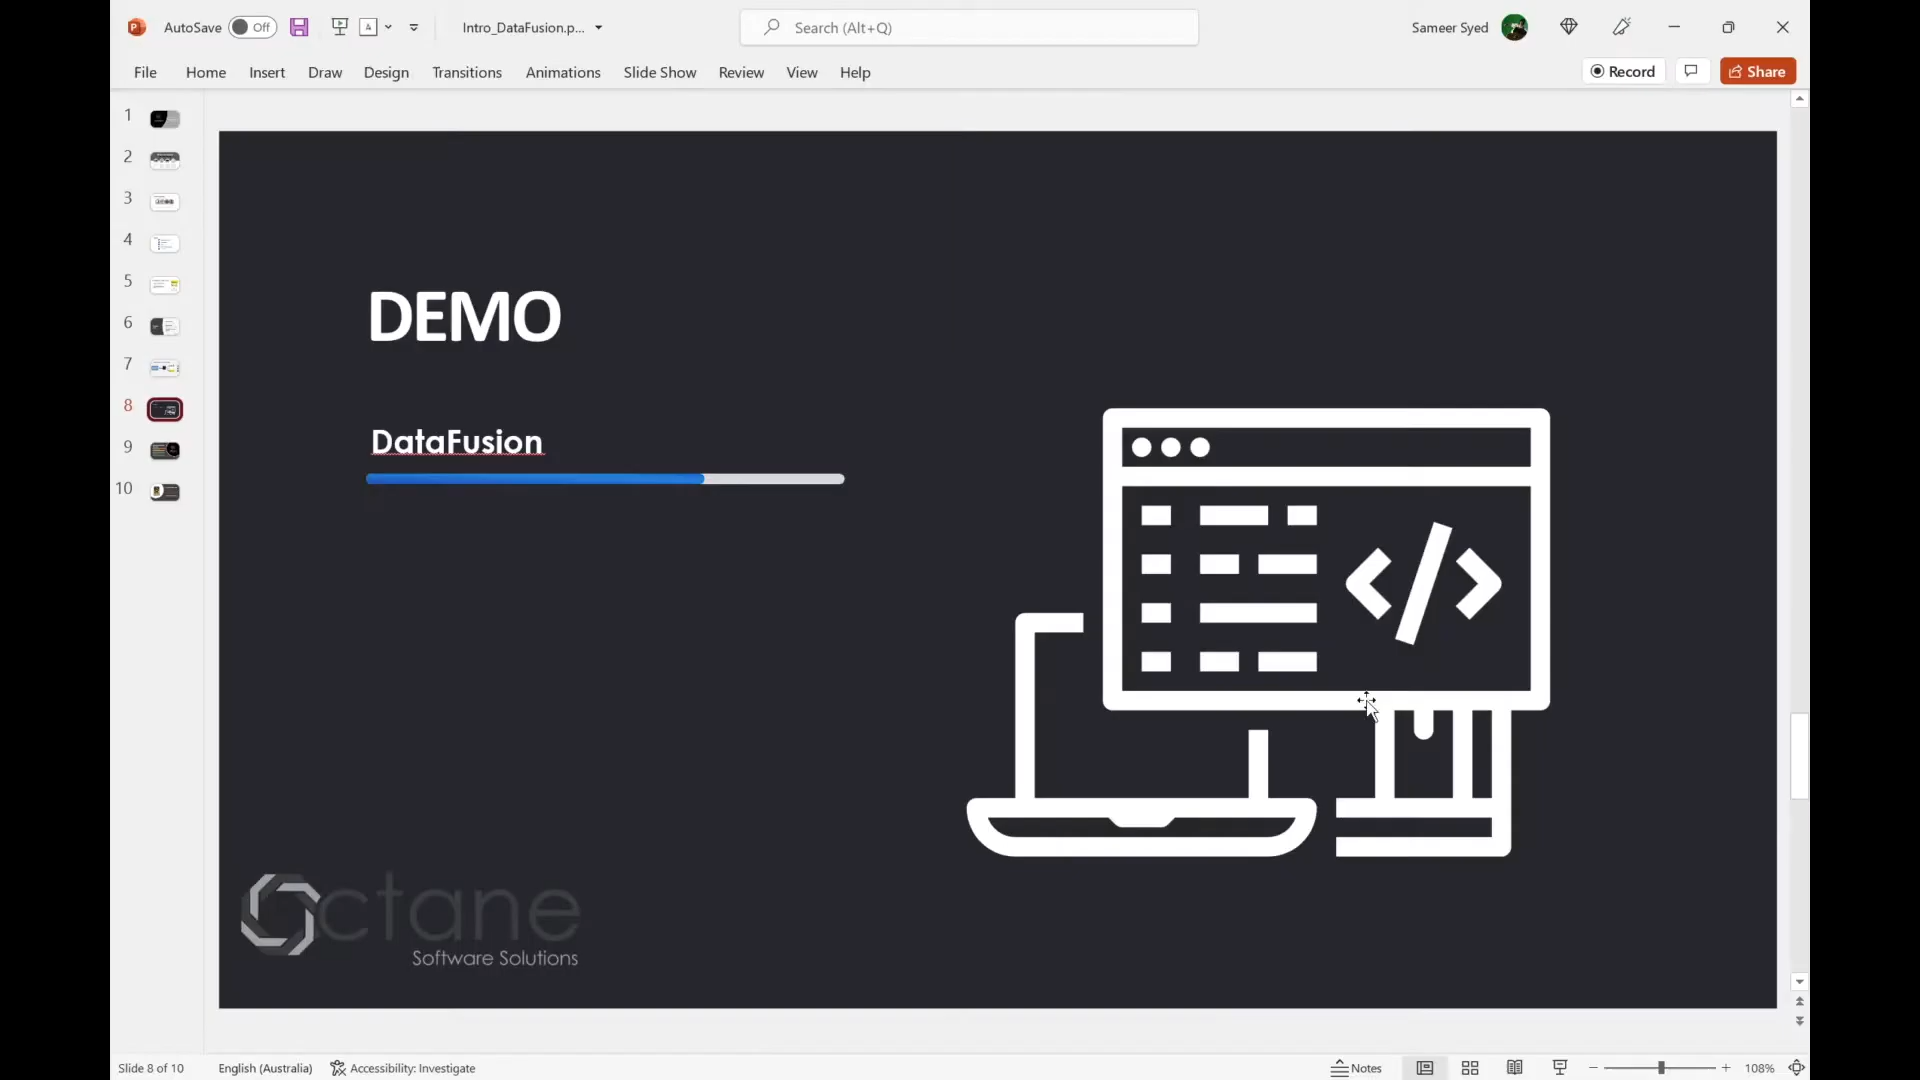 AutoSave Off Intro_DataFusion.p... Search (Alt+Q) Sameer Syed
File Home Insert Draw Design Transitions Animations Slide Show Review View Help Record Share
1
2
3
4
5
6
7
8
9
10
DEMO
DataFusion
</>
Octane
Software Solutions
Slide 8 of 10 English (Australia) Accessibility: Investigate Notes 108%